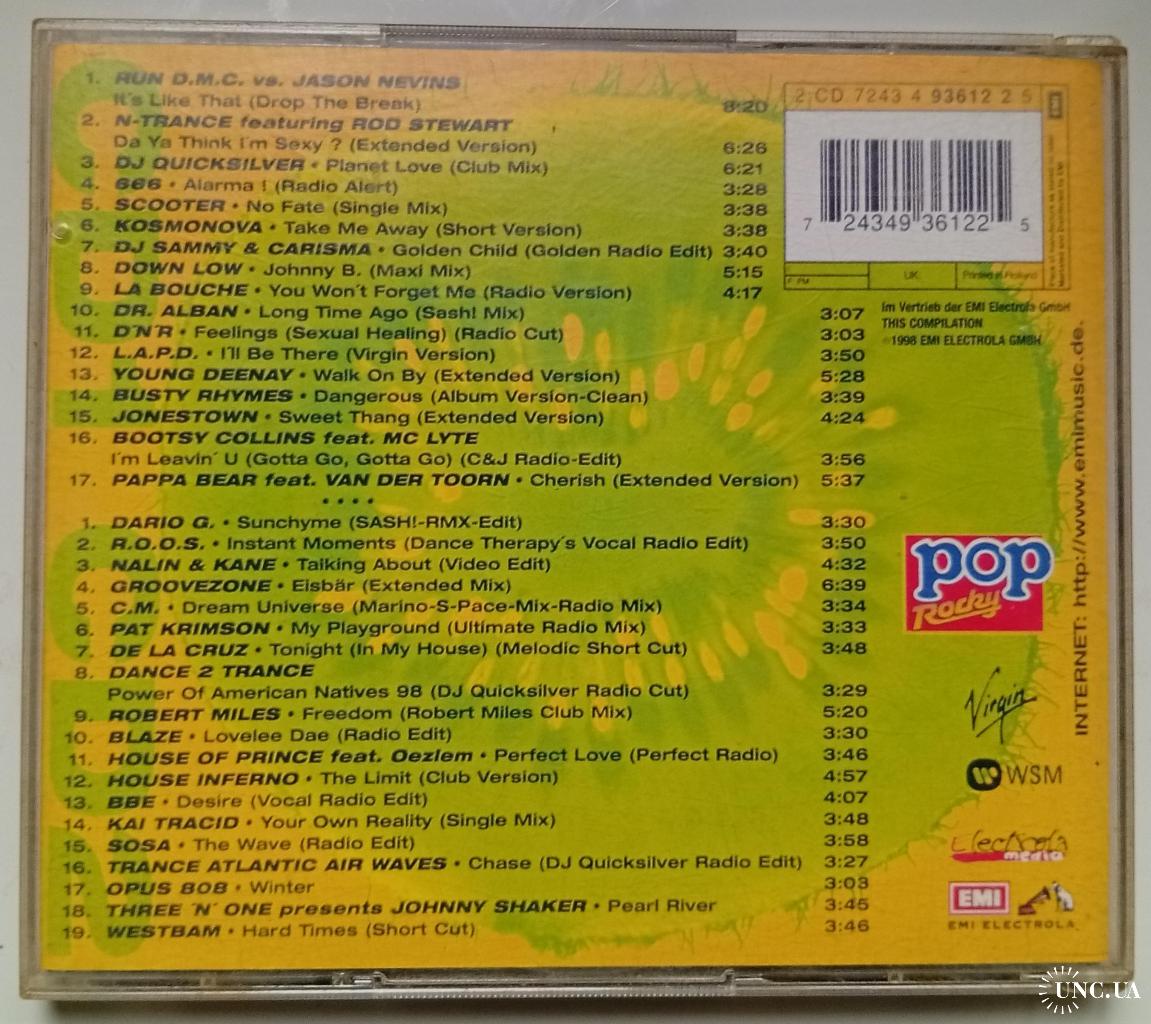 1. RUN D.M.C. vs. JASON NEVINS
It's Like That (Drop The Break) 8:20
2. N-TRANCE featuring ROD STEWART
Da Ya Think I'm Sexy ? (Extended Version) 6:26
3. DJ QUICKSILVER • Planet Love (Club Mix) 6:21
4. 666 • Alarma ! (Radio Alert) 3:28
5. SCOOTER • No Fate (Single Mix) 3:38
6. KOSMONOVA • Take Me Away (Short Version) 3:38
7. DJ SAMMY & CARISMA • Golden Child (Golden Radio Edit) 3:40
8. DOWN LOW • Johnny B. (Maxi Mix) 5:15
9. LA BOUCHE • You Won't Forget Me (Radio Version) 4:17
10. DR. ALBAN • Long Time Ago (Sash! Mix) 3:07
11. D'N'R • Feelings (Sexual Healing) (Radio Cut) 3:03
12. L.A.P.D. • I'll Be There (Virgin Version) 3:50
13. YOUNG DEENAY • Walk On By (Extended Version) 5:28
14. BUSTY RHYMES • Dangerous (Album Version-Clean) 3:39
15. JONESTOWN • Sweet Thang (Extended Version) 4:24
16. BOOTSY COLLINS feat. MC LYTE
I'm Leavin' U (Gotta Go, Gotta Go) (C&J Radio-Edit) 3:56
17. PAPPA BEAR feat. VAN DER TOORN • Cherish (Extended Version) 5:37
• • • •
1. DARIO G. • Sunchyme (SASH!-RMX-Edit) 3:30
2. R.O.O.S. • Instant Moments (Dance Therapy's Vocal Radio Edit) 3:50
3. NALIN & KANE • Talking About (Video Edit) 4:32
4. GROOVEZONE • Eisbär (Extended Mix) 6:39
5. C.M. • Dream Universe (Marino-S-Pace-Mix-Radio Mix) 3:34
6. PAT KRIMSON • My Playground (Ultimate Radio Mix) 3:33
7. DE LA CRUZ • Tonight (In My House) (Melodic Short Cut) 3:48
8. DANCE 2 TRANCE
Power Of American Natives 98 (DJ Quicksilver Radio Cut) 3:29
9. ROBERT MILES • Freedom (Robert Miles Club Mix) 5:20
10. BLAZE • Lovelee Dae (Radio Edit) 3:30
11. HOUSE OF PRINCE feat. Oezlem • Perfect Love (Perfect Radio) 3:46
12. HOUSE INFERNO • The Limit (Club Version) 4:57
13. BBE • Desire (Vocal Radio Edit) 4:07
14. KAI TRACID • Your Own Reality (Single Mix) 3:48
15. SOSA • The Wave (Radio Edit) 3:58
16. TRANCE ATLANTIC AIR WAVES • Chase (DJ Quicksilver Radio Edit) 3:27
17. OPUS 808 • Winter 3:03
18. THREE 'N' ONE presents JOHNNY SHAKER • Pearl River 3:45
19. WESTBAM • Hard Times (Short Cut) 3:46
2 CD 7243 4 93612 2 5
EMI
7 24349 36122 5
UK:
Im Vertrieb der EMI Electrola GmbH
THIS COMPILATION
1998 EMI ELECTROLA GMBH
INTERNET: http://www.emimusic.de.
pop
Rocky
Virgin
WSM
Electrola
media
EMI
EMI ELECTROLA
UNC.UA